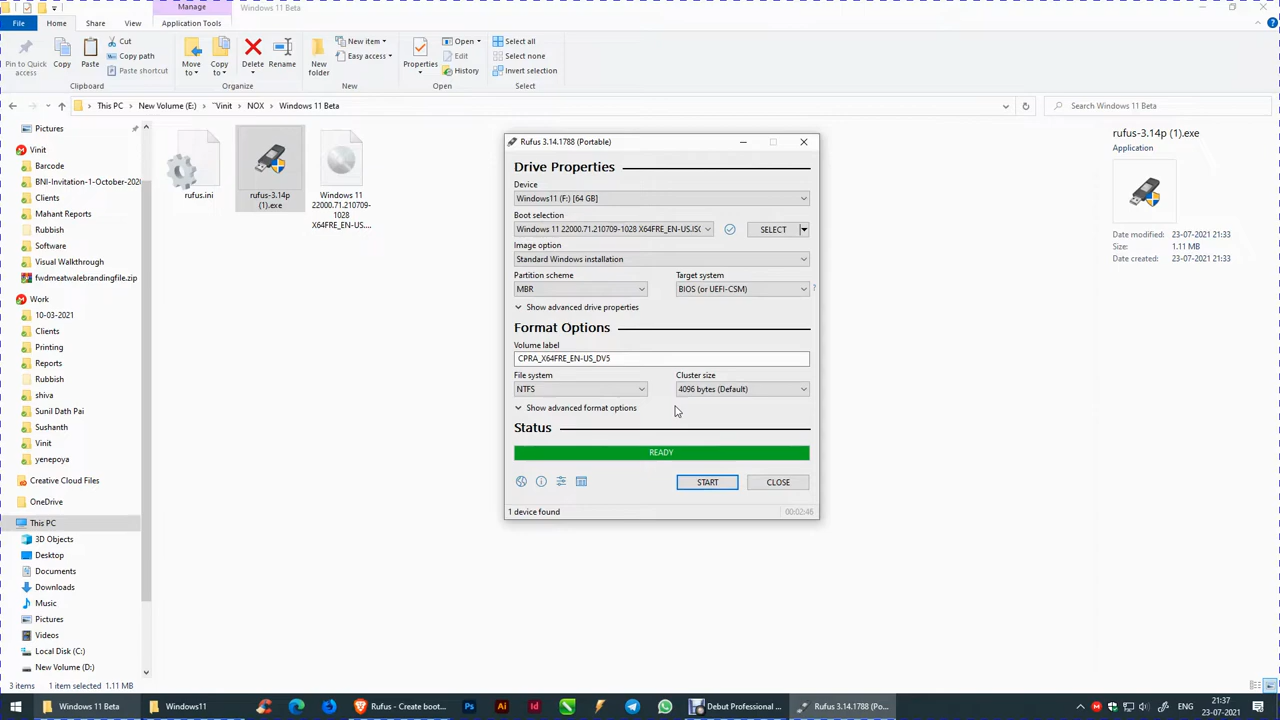 Manage
Windows 11 Beta
File
Home
Share
View
Application Tools
Pin to Quick access
Copy
Paste
Cut
Copy path
Paste shortcut
Clipboard
Move to
Copy to
Delete
Rename
Organize
New folder
New item
Easy access
New
Properties
Open
Edit
History
Open
Select all
Select none
Invert selection
Select
This PC > New Volume (E:) > ~Vinit > NOX > Windows 11 Beta
Search Windows 11 Beta
Pictures
Vinit
Barcode
BNI-Invitation-1-October-202
Clients
Mahant Reports
Rubbish
Software
Visual Walkthrough
fwdmeatwalebrandingfile.zip
Work
10-03-2021
Clients
Printing
Reports
Rubbish
shiva
Sunil Dath Pai
Sushanth
Vinit
yenepoya
Creative Cloud Files
OneDrive
This PC
3D Objects
Desktop
Documents
Downloads
Music
Pictures
Videos
Local Disk (C:)
New Volume (D:)
rufus.ini
rufus-3.14p
(1).exe
Windows 11
22000.71.210709-
1028
X64FRE_EN-US....
Rufus 3.14.1788 (Portable)
Drive Properties
Device
Windows11 (F:) [64 GB]
Boot selection
Windows 11 22000.71.210709-1028 X64FRE_EN-US.ISO
SELECT
Image option
Standard Windows installation
Partition scheme
Target system
MBR
BIOS (or UEFI-CSM)
?
Show advanced drive properties
Format Options
Volume label
CPRA_X64FRE_EN-US_DV5
File system
Cluster size
NTFS
4096 bytes (Default)
Show advanced format options
Status
READY
START
CLOSE
1 device found
00:02:46
rufus-3.14p (1).exe
Application
Date modified: 23-07-2021 21:33
Size: 1.11 MB
Date created: 23-07-2021 21:33
3 items
1 item selected 1.11 MB
Windows 11 Beta
Windows11
Rufus - Create boot...
Ps
Ai
Id
Debut Professional ...
Rufus 3.14.1788 (Po...
ENG
21:37
23-07-2021